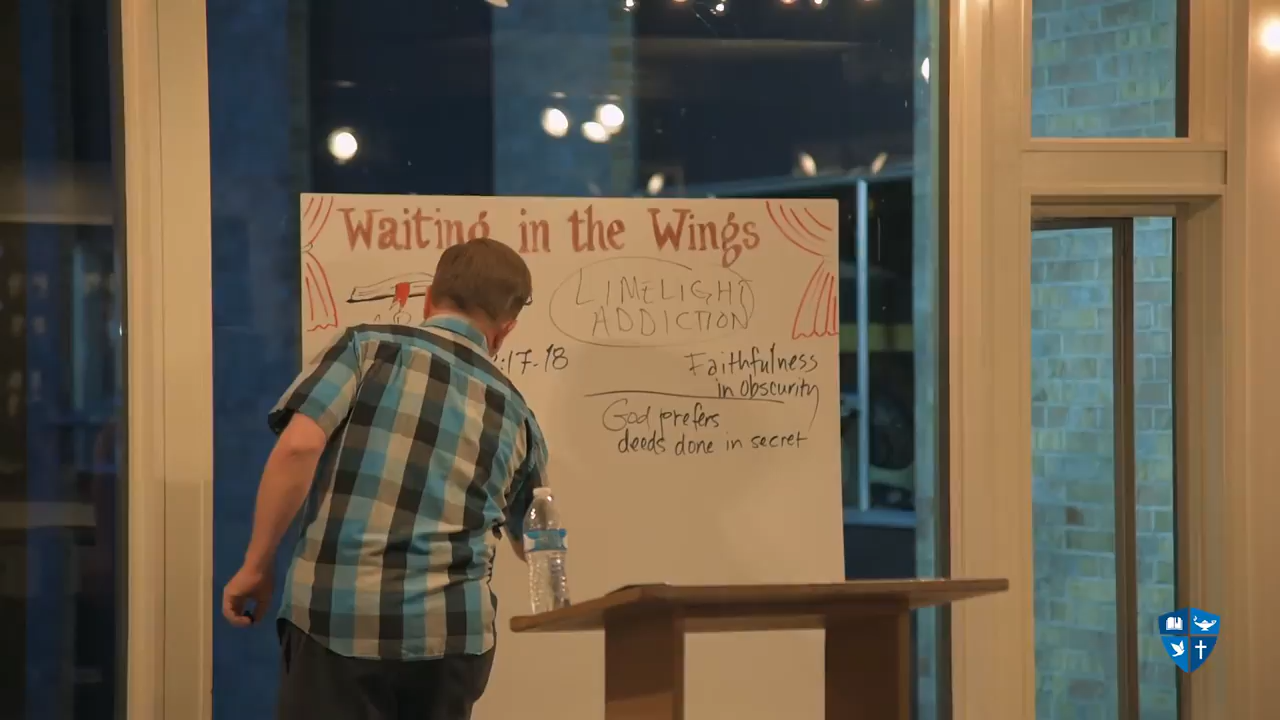 Waiting in the Wings
LIMELIGHT
ADDICTION
:17-18
Faithfulness
in obscurity
God prefers
deeds done in secret